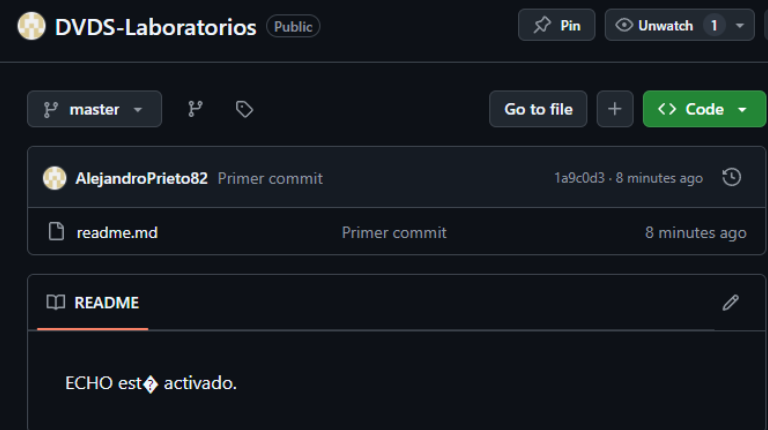 DVDS-Laboratorios Public Pin Unwatch 1
master Go to file Code
AlejandroPrieto82 Primer commit 1a9c0d3 · 8 minutes ago
readme.md Primer commit 8 minutes ago
README
ECHO est� activado.